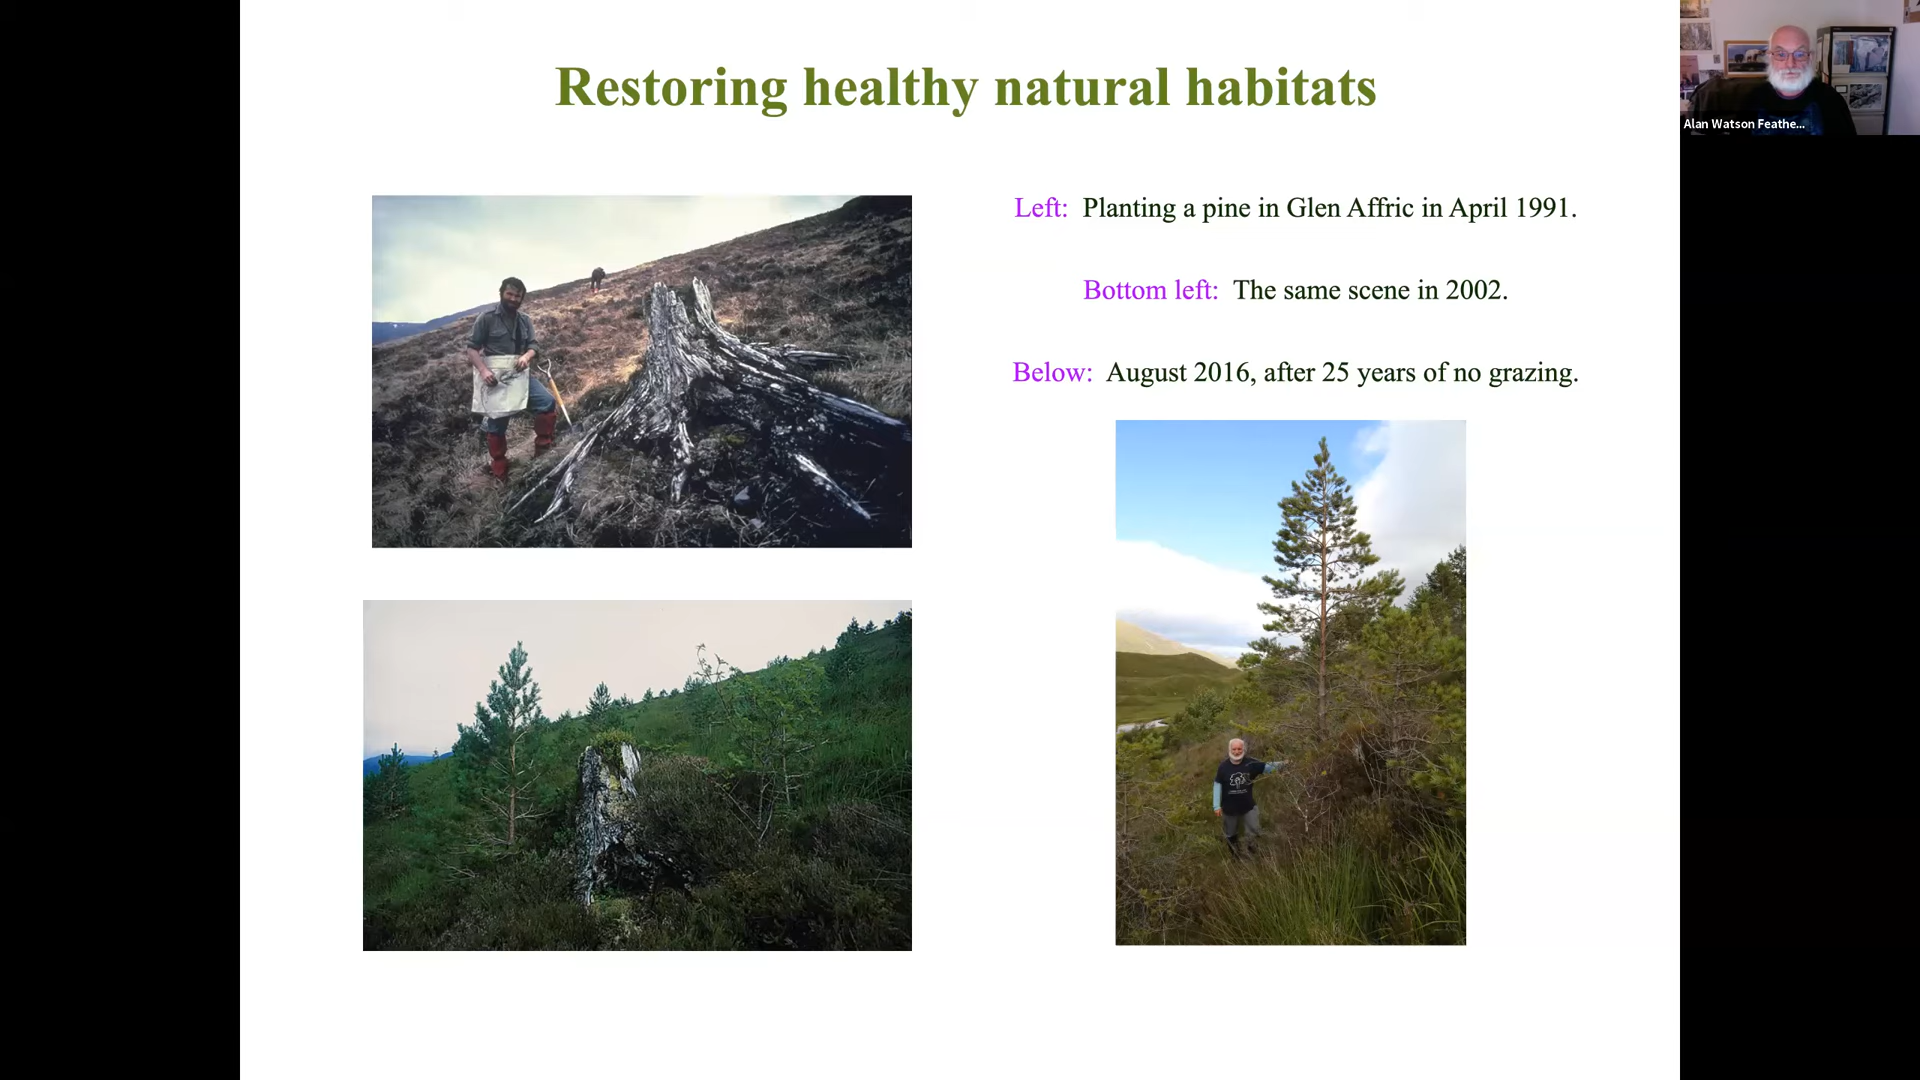 Restoring healthy natural habitats
Alan Watson Feathe...
Left: Planting a pine in Glen Affric in April 1991.
Bottom left: The same scene in 2002.
Below: August 2016, after 25 years of no grazing.